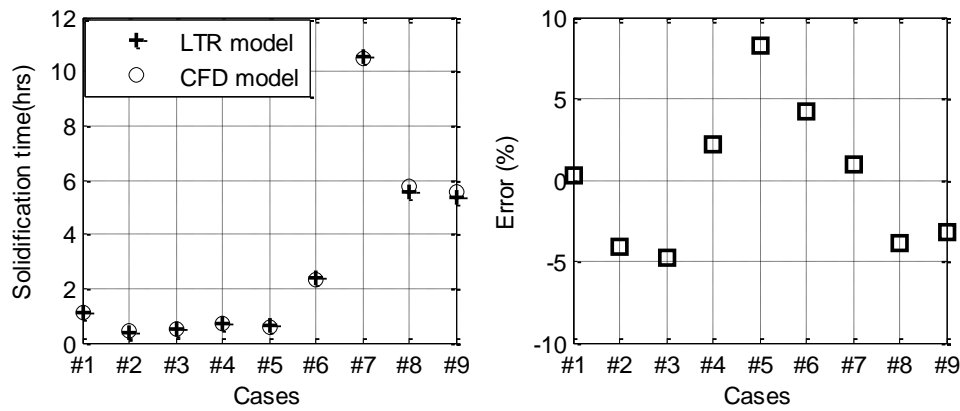 12
10
8
6
4
2
0
Solidification time(hrs)
LTR model
CFD model
#1 #2 #3 #4 #5 #6 #7 #8 #9
Cases
10
5
0
-5
-10
Error (%)
#1 #2 #3 #4 #5 #6 #7 #8 #9
Cases